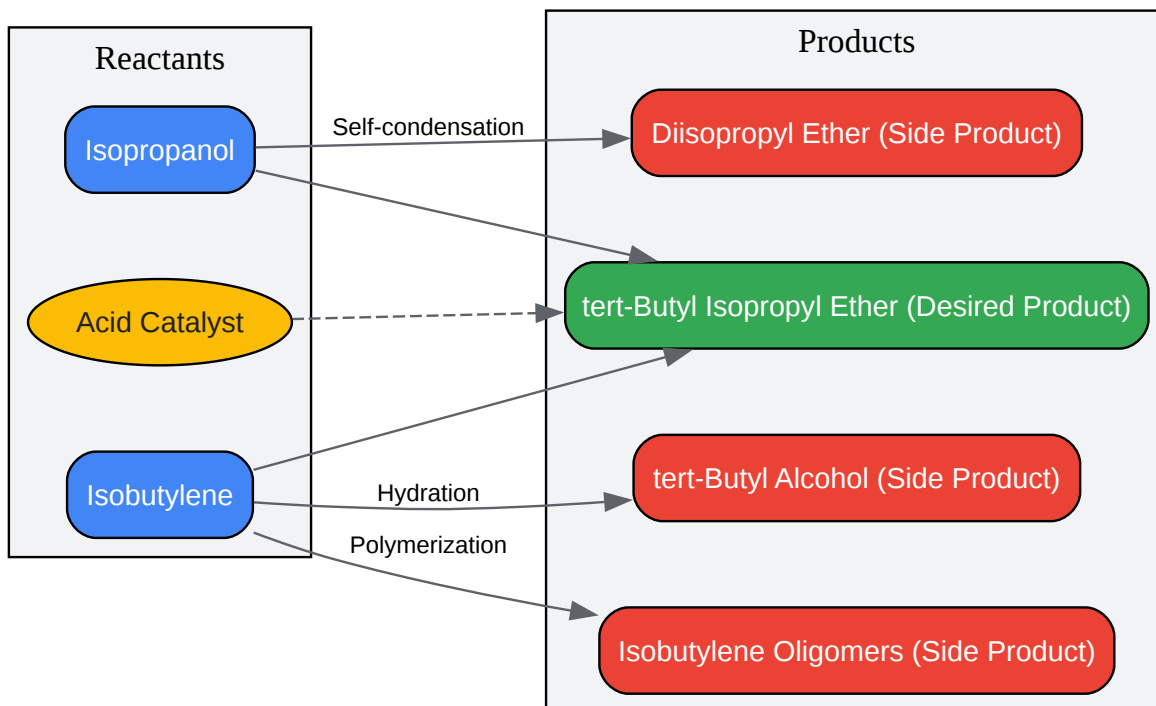 Reactants
Products
Isopropanol
Self-condensation
Diisopropyl Ether (Side Product)
Acid Catalyst
tert-Butyl Isopropyl Ether (Desired Product)
Isobutylene
Hydration
tert-Butyl Alcohol (Side Product)
Polymerization
Isobutylene Oligomers (Side Product)